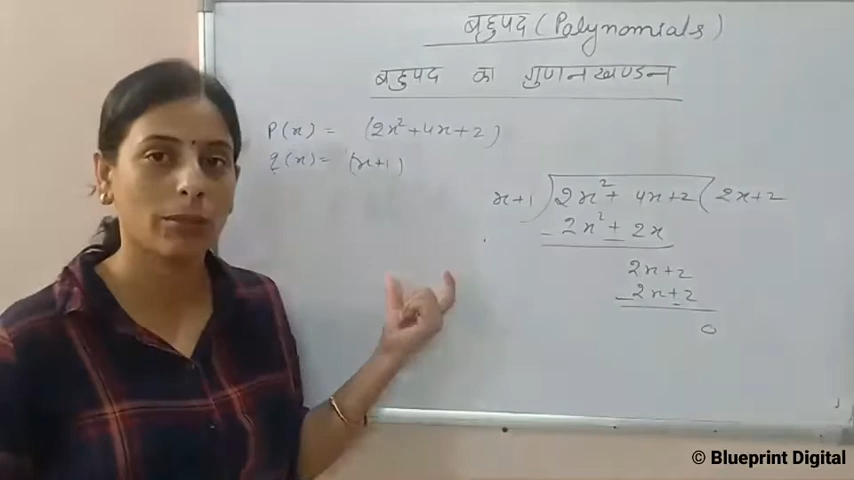 बहुपद (Polynomials)
बहुपद का गुणनखण्डन
P(x) = (2x²+4x+2)
q(x) = (x+1)
x+1 ) 2x² + 4x+2 ( 2x+2
- 2x² + 2x
2x+2
- 2x+2
0
© Blueprint Digital